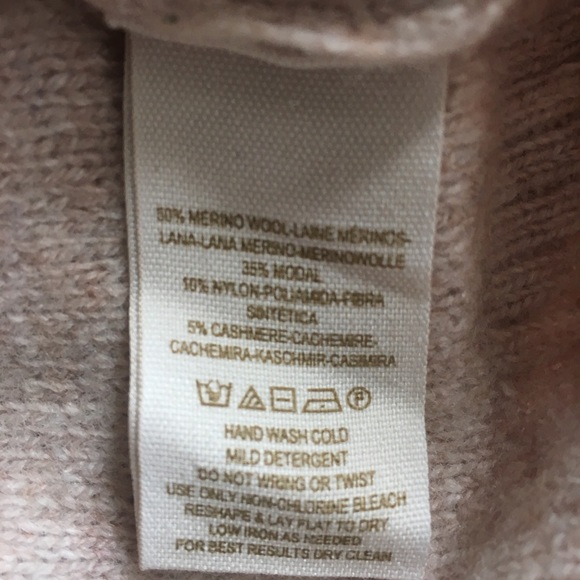 50% MERINO WOOL-LAINE MÉRINOS-
LANA-LANA MERINO-MERINOWOLLE
35% MODAL
10% NYLON-POLIAMIDA-FIBRA
SINTETICA
5% CASHMERE-CACHEMIRE-
CACHEMIRA-KASCHMIR-CASIMIRA
P
HAND WASH COLD
MILD DETERGENT
DO NOT WRING OR TWIST
USE ONLY NON-CHLORINE BLEACH
RESHAPE & LAY FLAT TO DRY
LOW IRON AS NEEDED
FOR BEST RESULTS DRY CLEAN